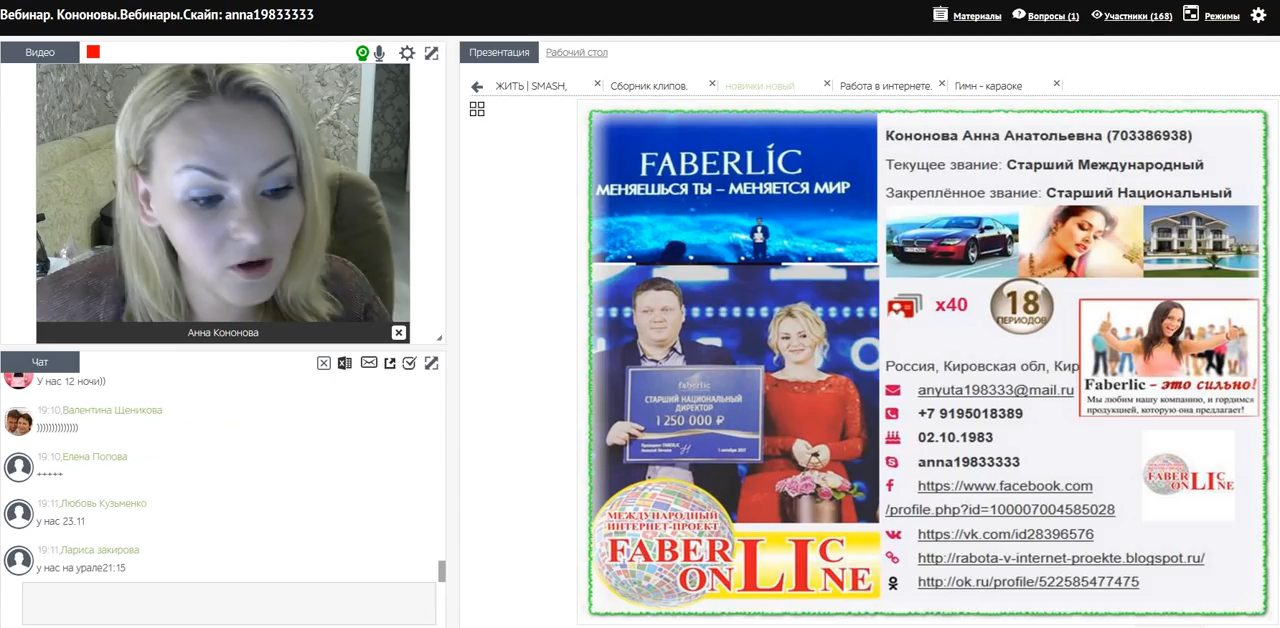 Вебинар. Кононовы.Вебинары.Скайп: anna19833333
Материалы
Вопросы (1)
Участники (168)
Режимы
Видео
Анна Кононова
Чат
У нас 12 ночи))
19:10,Валентина Щеникова
)))))))))))))
19:10,Елена Попова
+++++
19:11,Любовь Кузьменко
у нас 23.11
19:11,Лариса закирова
у нас на урале21:15
Презентация
Рабочий стол
ЖИТЬ | SMASH,
Сборник клипов.
новички новый
Работа в интернете.
Гимн - караоке
FABERLIC
МЕНЯЕШЬСЯ ТЫ – МЕНЯЕТСЯ МИР
faberlic
СТАРШИЙ НАЦИОНАЛЬНЫЙ
ДИРЕКТОР
1 250 000 ₽
МЕЖДУНАРОДНЫЙ
ИНТЕРНЕТ-ПРОЕКТ
FABERLIC
ONLINE
Кононова Анна Анатольевна (703386938)
Текущее звание: Старший Международный
Закреплённое звание: Старший Национальный
x40
18
ПЕРИОДОВ
Россия, Кировская обл, Кир
anyuta198333@mail.ru
+7 9195018389
02.10.1983
anna19833333
https://www.facebook.com
/profile.php?id=100007004585028
https://vk.com/id28396576
http://rabota-v-internet-proekte.blogspot.ru/
http://ok.ru/profile/522585477475
Faberlic - это сильно!
Мы любим нашу компанию, и гордимся
продукцией, которую она предлагает!
FABERLIC
ONLINE